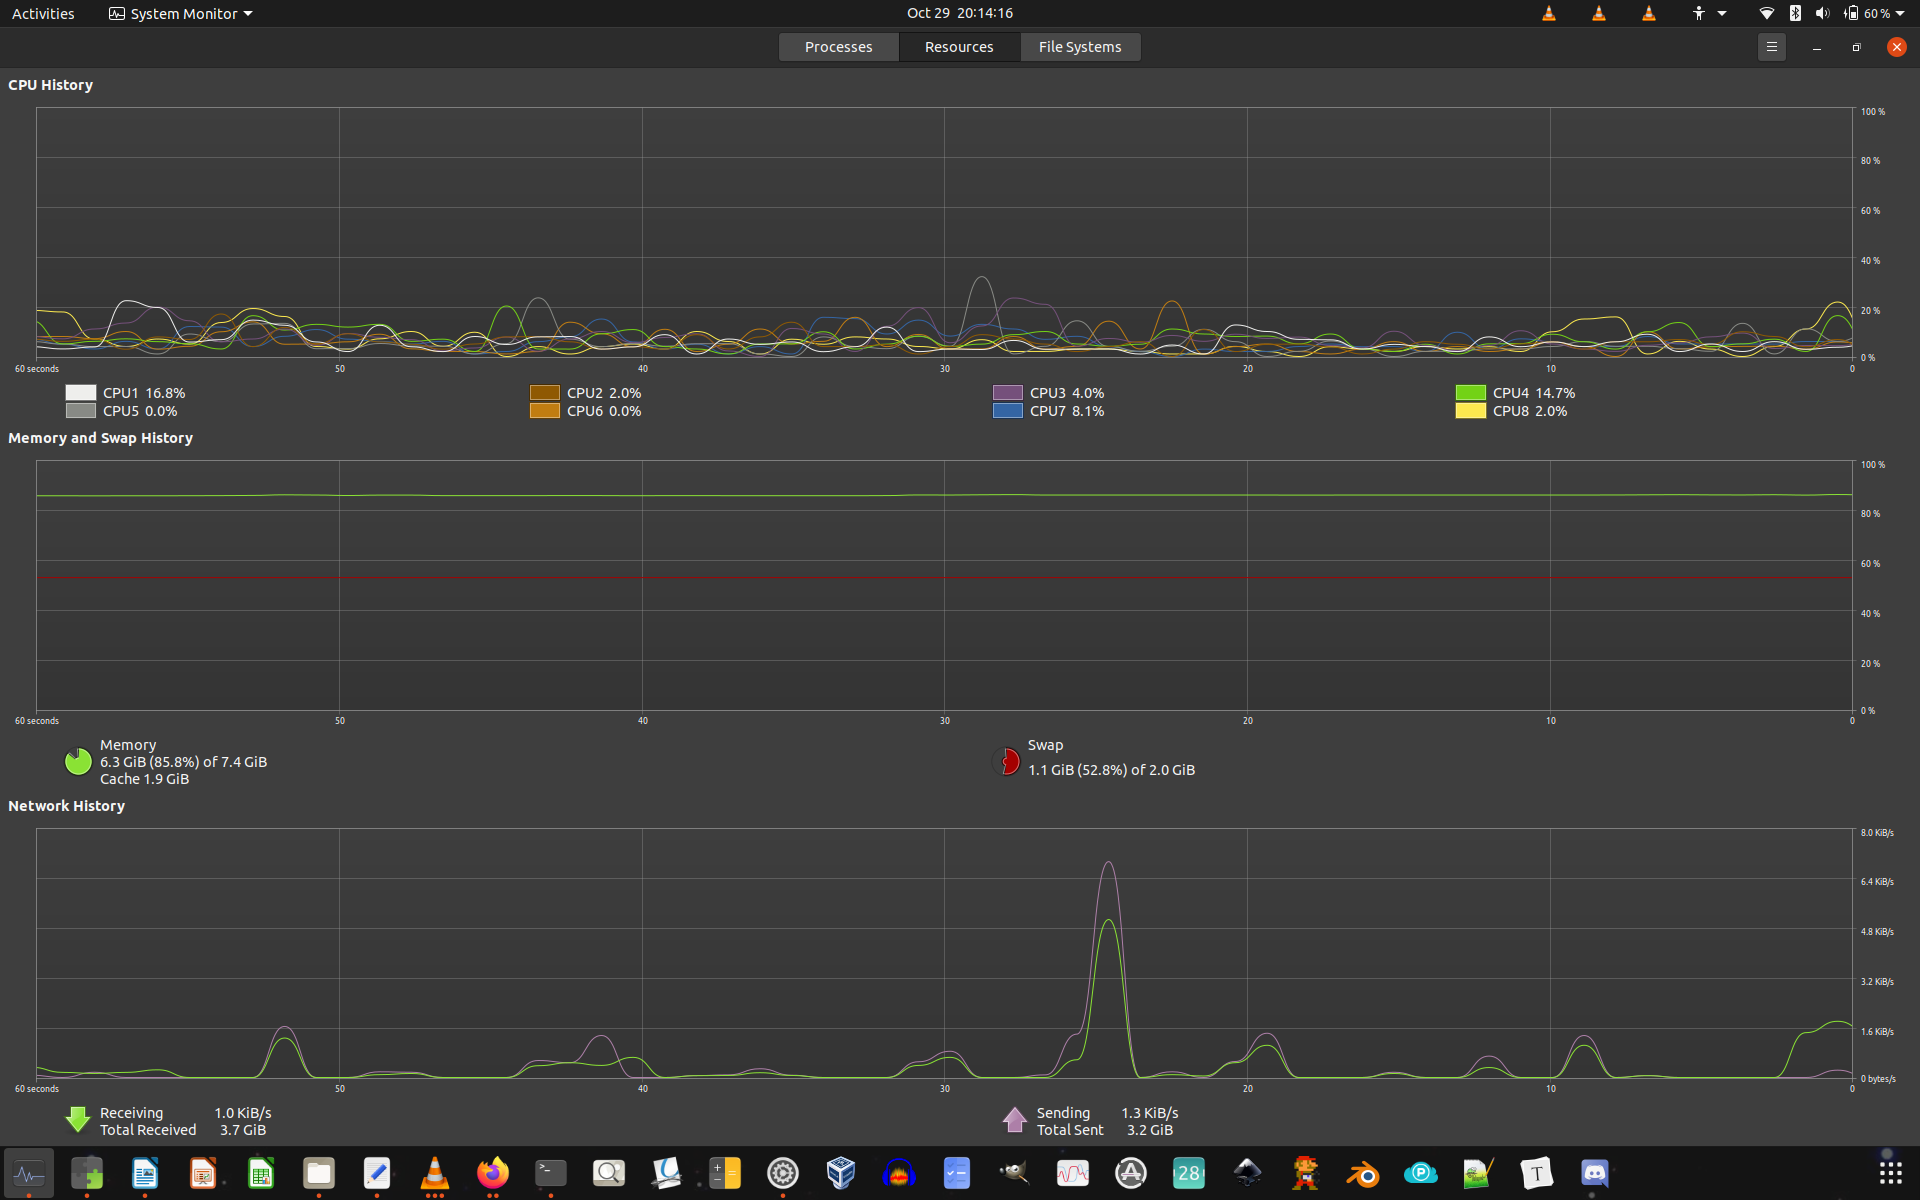 Activities System Monitor Oct 29 20:14:16 60 %
Processes Resources File Systems
CPU History
100 %
80 %
60 %
40 %
20 %
0 %
60 seconds 50 40 30 20 10 0
CPU1 16.8% CPU2 2.0% CPU3 4.0% CPU4 14.7%
CPU5 0.0% CPU6 0.0% CPU7 8.1% CPU8 2.0%
Memory and Swap History
100 %
80 %
60 %
40 %
20 %
0 %
60 seconds 50 40 30 20 10 0
Memory Swap
6.3 GiB (85.8%) of 7.4 GiB 1.1 GiB (52.8%) of 2.0 GiB
Cache 1.9 GiB
Network History
8.0 KiB/s
6.4 KiB/s
4.8 KiB/s
3.2 KiB/s
1.6 KiB/s
0 bytes/s
60 seconds 50 40 30 20 10 0
Receiving 1.0 KiB/s Sending 1.3 KiB/s
Total Received 3.7 GiB Total Sent 3.2 GiB
28 P T